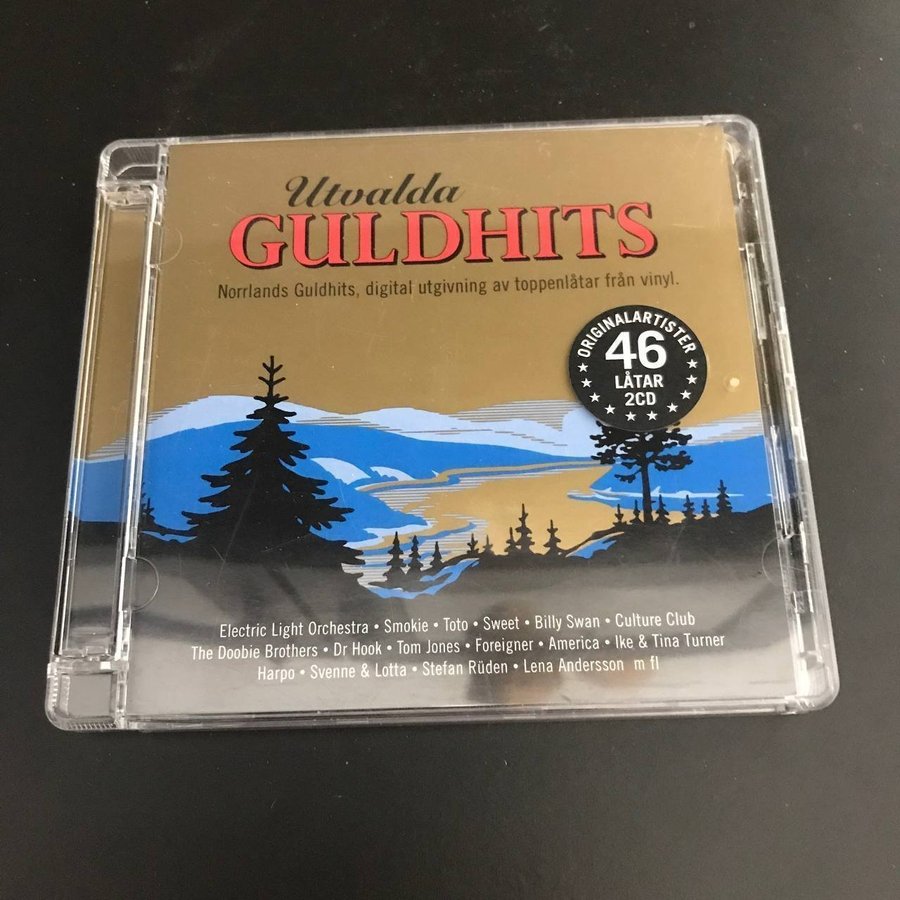 Utvalda
GULDHITS
Norrlands Guldhits, digital utgivning av toppenlåtar från vinyl.
ORIGINALARTISTER
46
LÅTAR
2CD
Electric Light Orchestra • Smokie • Toto • Sweet • Billy Swan • Culture Club
The Doobie Brothers • Dr Hook • Tom Jones • Foreigner • America • Ike & Tina Turner
Harpo • Svenne & Lotta • Stefan Rüden • Lena Andersson m fl